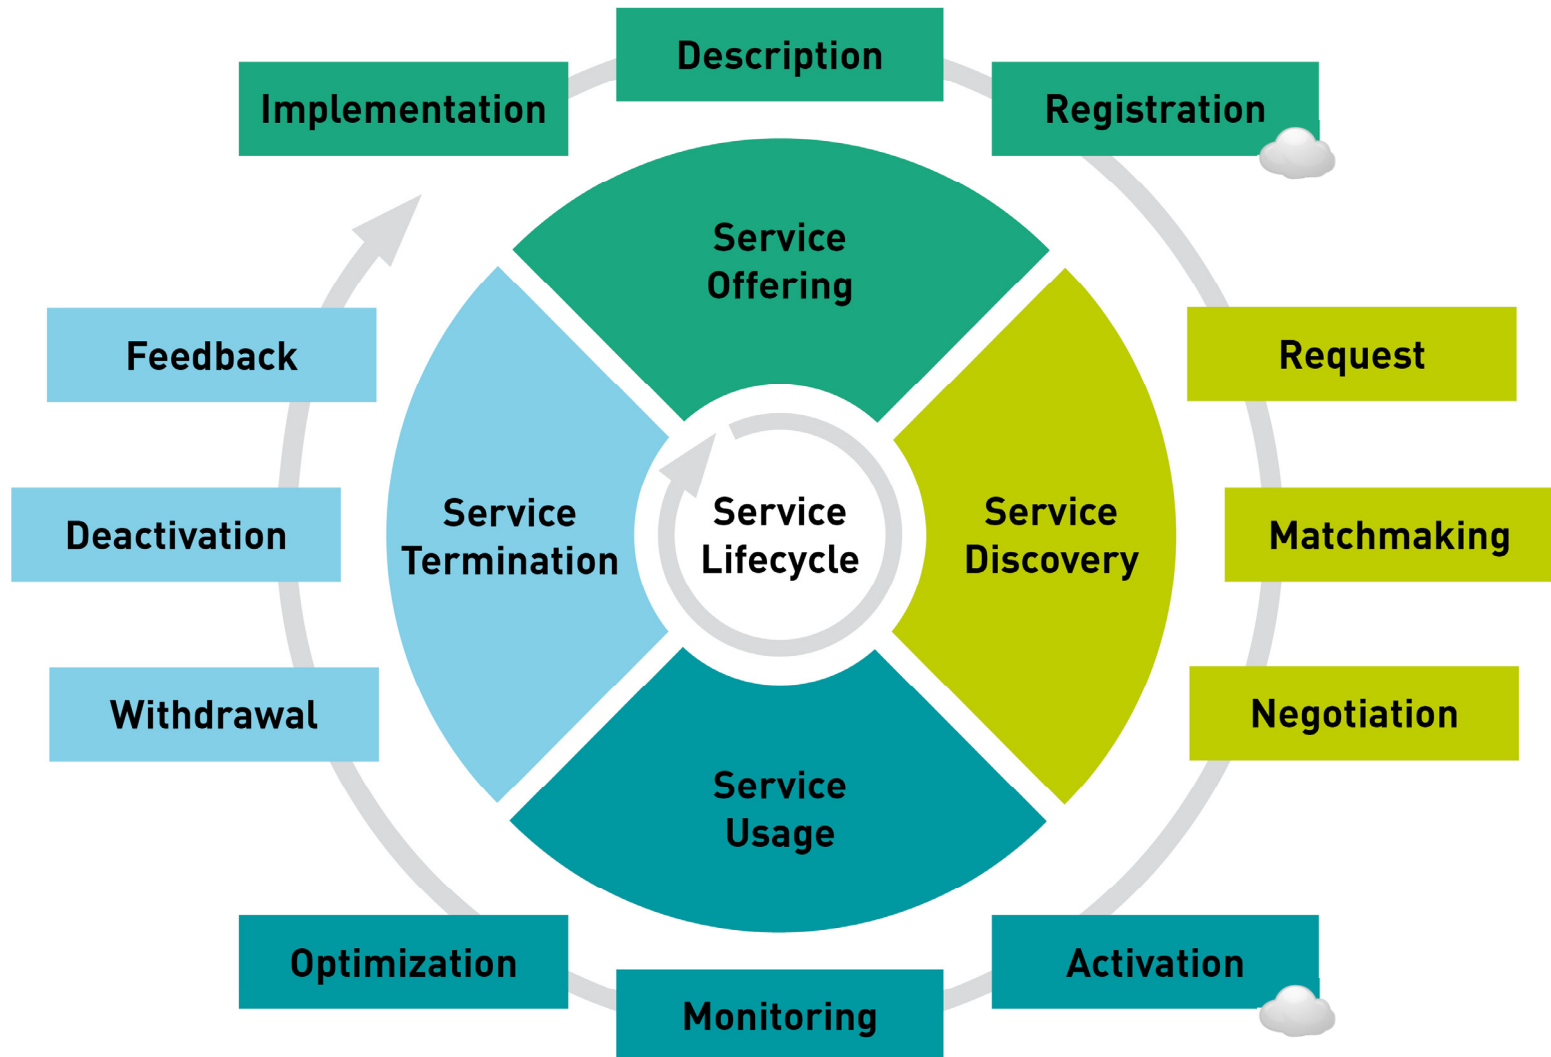 Description
Implementation
Registration
Service
Offering
Feedback
Request
Service
Termination
Service
Lifecycle
Service
Discovery
Deactivation
Matchmaking
Withdrawal
Negotiation
Service
Usage
Optimization
Activation
Monitoring